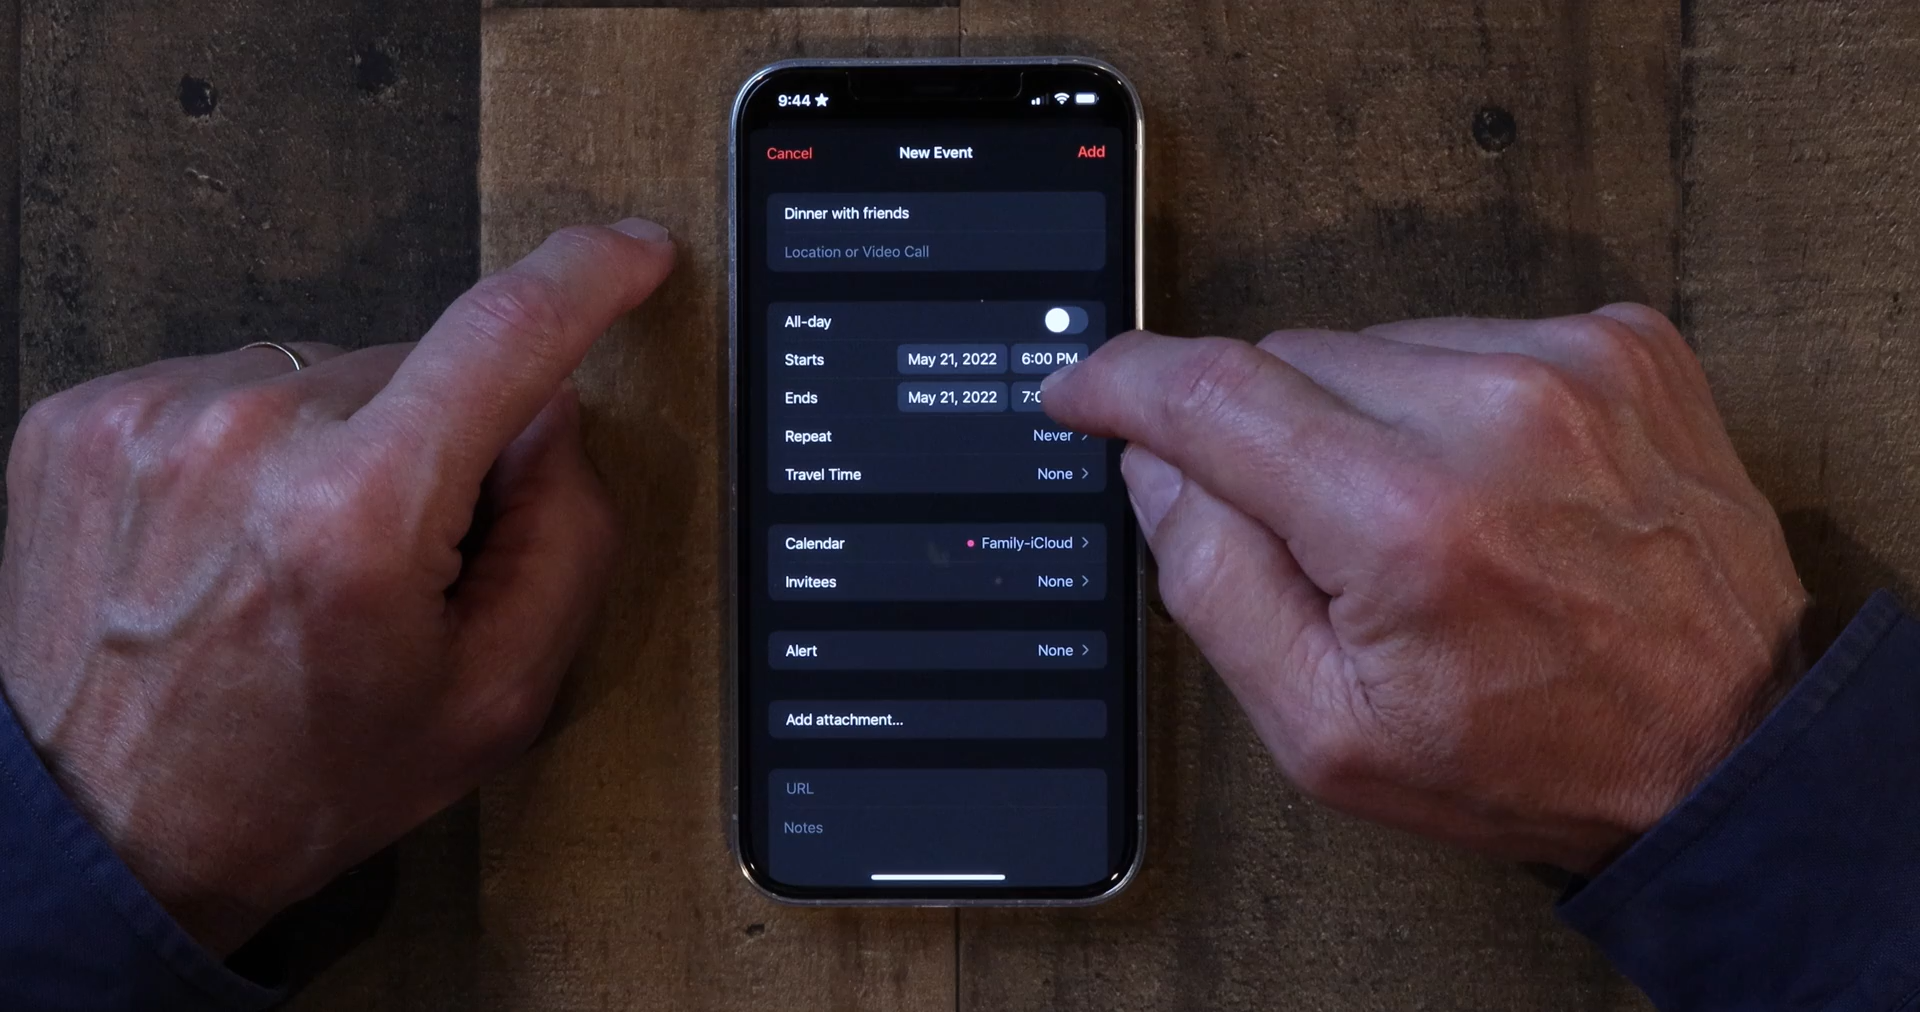 9:44
Cancel New Event Add
Dinner with friends
Location or Video Call
All-day
Starts May 21, 2022 6:00 PM
Ends May 21, 2022
Repeat Never
Travel Time None
Calendar Family-iCloud
Invitees None
Alert None
Add attachment...
URL
Notes